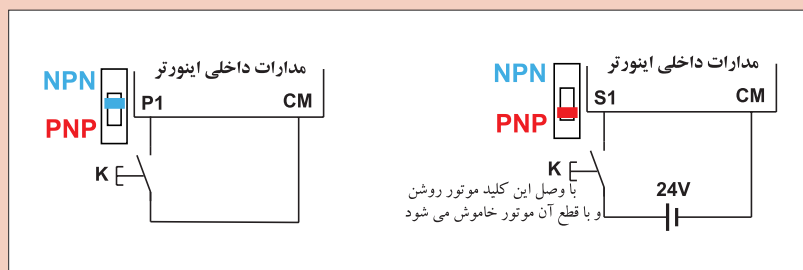 مدارات داخلی اینورتر
NPN
P1
CM
PNP
K
مدارات داخلی اینورتر
NPN
S1
CM
PNP
K
24V
با وصل این کلید موتور روشن
و با قطع آن موتور خاموش می شود